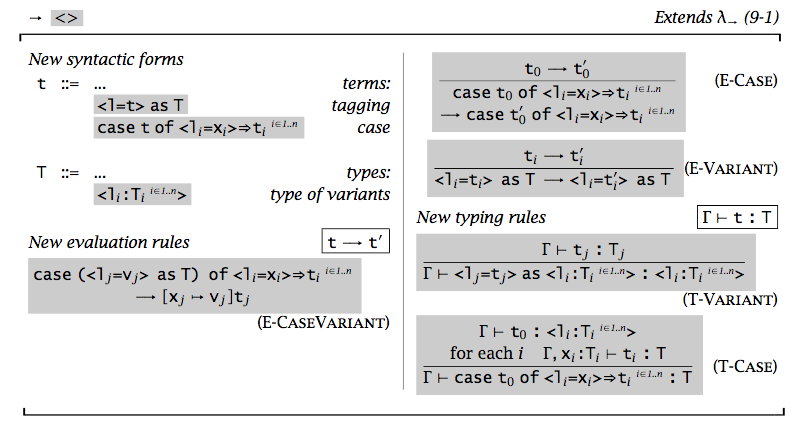 → <> Extends λ→ (9-1)
New syntactic forms
t ::= ... terms:
<l=t> as T tagging
case t of <lᵢ=xᵢ>⇒tᵢ ^{i∈1..n} case
T ::= ... types:
<lᵢ:Tᵢ ^{i∈1..n}> type of variants
New evaluation rules t ⟶ t′
case (<lⱼ=vⱼ> as T) of <lᵢ=xᵢ>⇒tᵢ ^{i∈1..n}
⟶ [xⱼ ↦ vⱼ]tⱼ
(E-CASEVARIANT)
t₀ ⟶ t′₀
case t₀ of <lᵢ=xᵢ>⇒tᵢ ^{i∈1..n}
⟶ case t′₀ of <lᵢ=xᵢ>⇒tᵢ ^{i∈1..n}
(E-CASE)
tᵢ ⟶ t′ᵢ
<lᵢ=tᵢ> as T ⟶ <lᵢ=t′ᵢ> as T
(E-VARIANT)
New typing rules Γ ⊢ t : T
Γ ⊢ tⱼ : Tⱼ
Γ ⊢ <lⱼ=tⱼ> as <lᵢ:Tᵢ ^{i∈1..n}> : <lᵢ:Tᵢ ^{i∈1..n}>
(T-VARIANT)
Γ ⊢ t₀ : <lᵢ:Tᵢ ^{i∈1..n}>
for each i Γ, xᵢ:Tᵢ ⊢ tᵢ : T
Γ ⊢ case t₀ of <lᵢ=xᵢ>⇒tᵢ ^{i∈1..n} : T
(T-CASE)